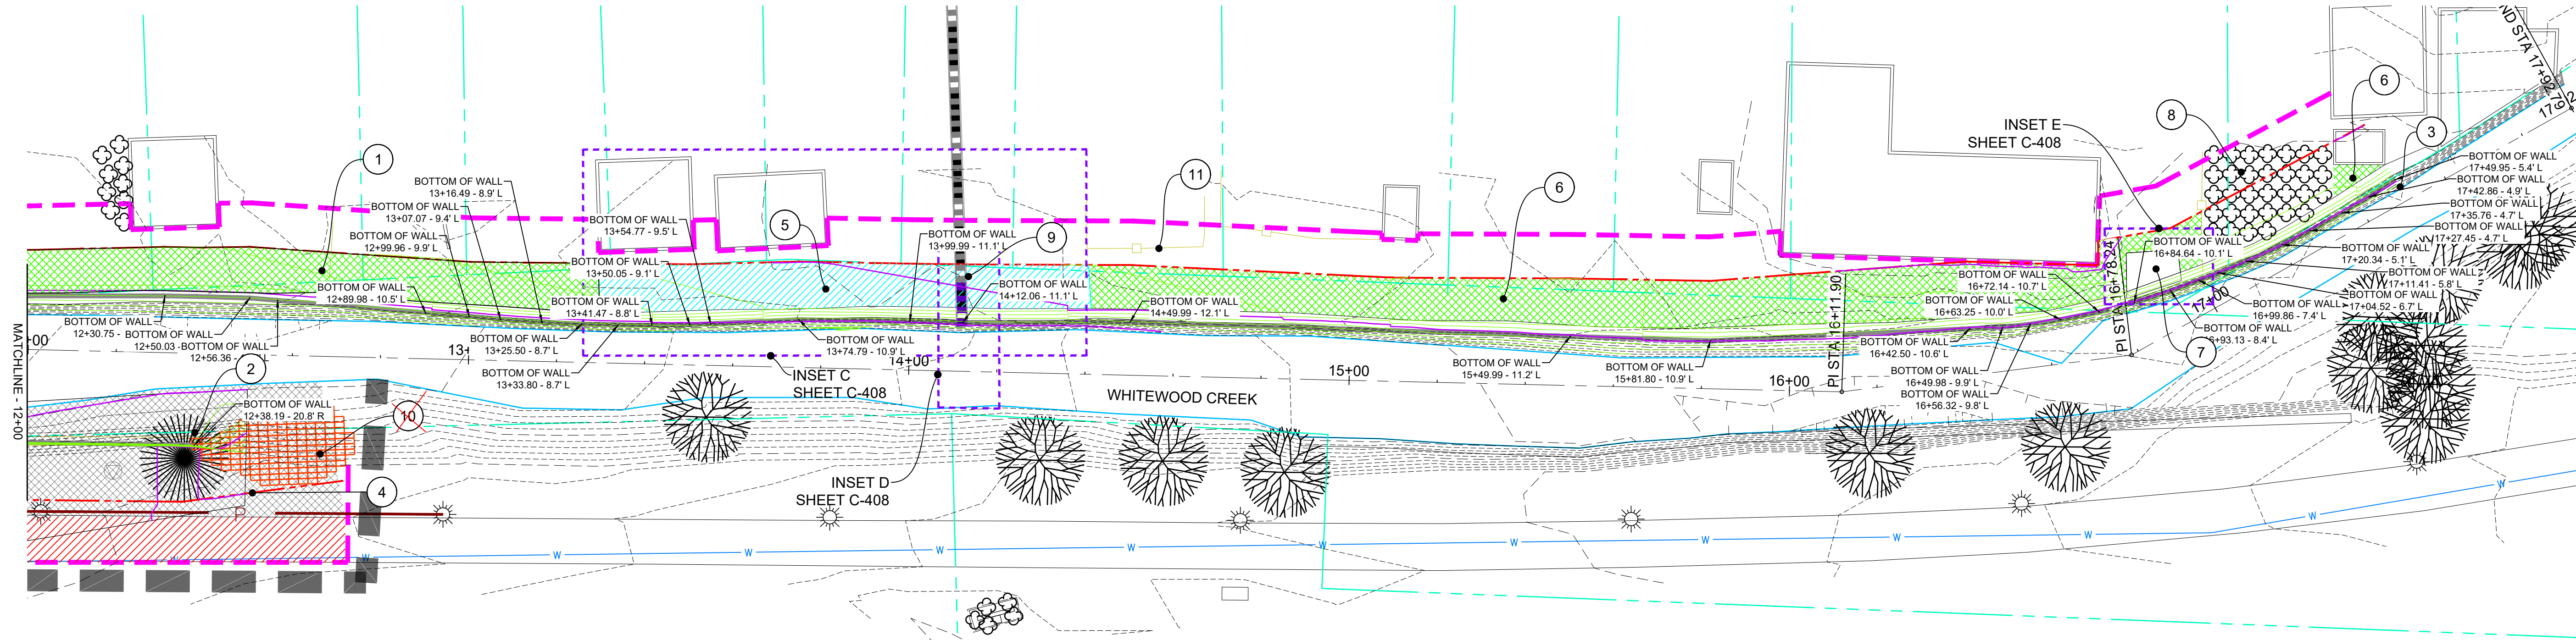 1
2
3
4
5
6
6
7
8
9
10
11
MATCHLINE - 12+00
+00
BOTTOM OF WALL
12+30.75 -
BOTTOM OF WALL
12+50.03
BOTTOM OF WALL
12+56.36 -
BOTTOM OF WALL
12+38.19 - 20.8' R
BOTTOM OF WALL
12+89.98 - 10.5' L
BOTTOM OF WALL
12+99.96 - 9.9' L
BOTTOM OF WALL
13+07.07 - 9.4' L
BOTTOM OF WALL
13+16.49 - 8.9' L
13+
BOTTOM OF WALL
13+25.50 - 8.7' L
BOTTOM OF WALL
13+33.80 - 8.7' L
BOTTOM OF WALL
13+41.47 - 8.8' L
BOTTOM OF WALL
13+50.05 - 9.1' L
BOTTOM OF WALL
13+54.77 - 9.5' L
BOTTOM OF WALL
13+74.79 - 10.9' L
INSET C
SHEET C-408
14+00
BOTTOM OF WALL
13+99.99 - 11.1' L
BOTTOM OF WALL
14+12.06 - 11.1' L
BOTTOM OF WALL
14+49.99 - 12.1' L
INSET D
SHEET C-408
WHITEWOOD CREEK
15+00
BOTTOM OF WALL
15+49.99 - 11.2' L
BOTTOM OF WALL
15+81.80 - 10.9' L
16+00
PI STA 16+11.90
BOTTOM OF WALL
16+42.50 - 10.6' L
BOTTOM OF WALL
16+49.98 - 9.9' L
BOTTOM OF WALL
16+56.32 - 9.8' L
BOTTOM OF WALL
16+63.25 - 10.0' L
BOTTOM OF WALL
16+72.14 - 10.7' L
INSET E
SHEET C-408
PI STA 16+78.24
BOTTOM OF WALL
16+84.64 - 10.1' L
BOTTOM OF WALL
BOTTOM OF WALL
16+99.86 - 7.4' L
17+00
BOTTOM OF WALL
17+04.52 - 6.7' L
BOTTOM OF WALL
17+11.41 - 5.8' L
BOTTOM OF WALL
17+20.34 - 5.1' L
BOTTOM OF WALL
17+27.45 - 4.7' L
BOTTOM OF WALL
17+35.76 - 4.7' L
BOTTOM OF WALL
17+42.86 - 4.9' L
BOTTOM OF WALL
17+49.95 - 5.4' L
ND STA 17+92.79
P
W
W
W
W
W
W
W
W
W
W
W
W
W